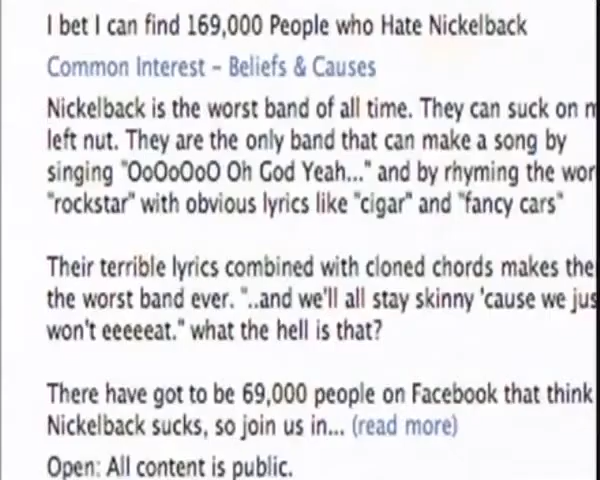 I bet I can find 169,000 People who Hate Nickelback
Common Interest - Beliefs & Causes
Nickelback is the worst band of all time. They can suck on
left nut. They are the only band that can make a song by
singing "OoOoOoO Oh God Yeah..." and by rhyming the
"rockstar" with obvious lyrics like "cigar" and "fancy cars"
Their terrible lyrics combined with cloned chords makes
the worst band ever. "..and we'll all stay skinny 'cause we
won't eeeeeat." what the hell is that?
There have got to be 69,000 people on Facebook that think
Nickelback sucks, so join us in... (read more)
Open: All content is public.